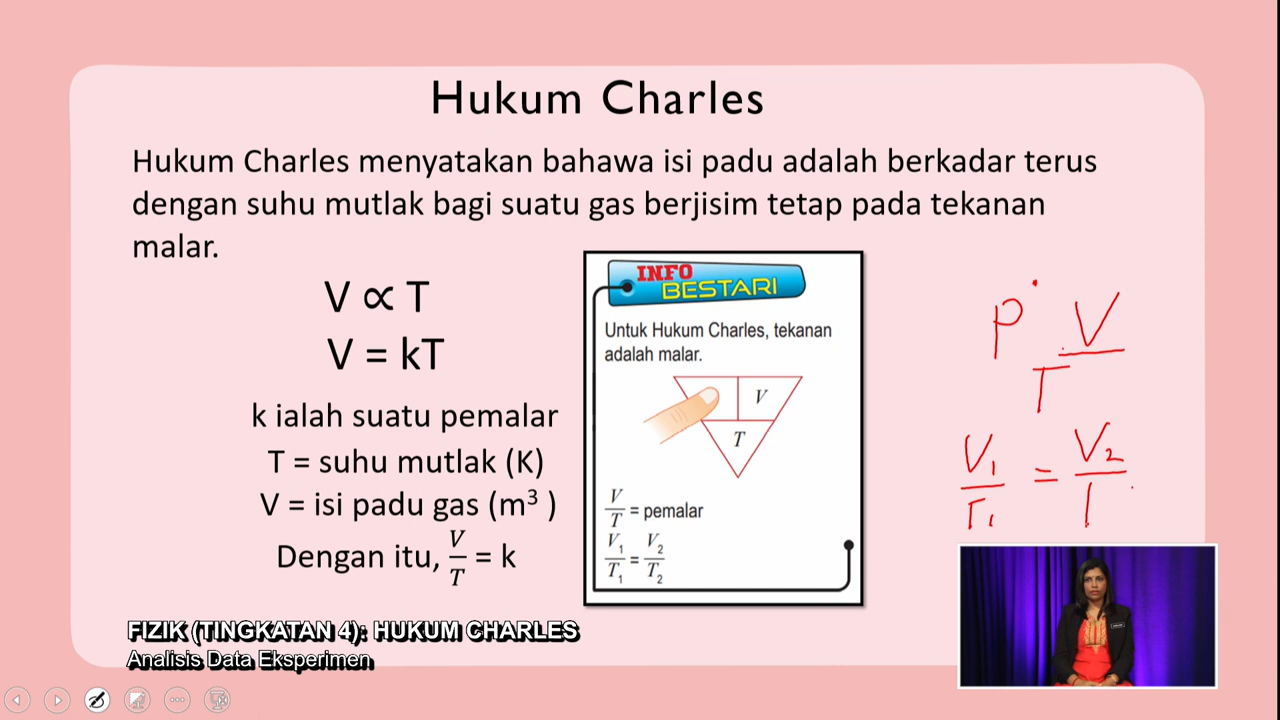 Hukum Charles
Hukum Charles menyatakan bahawa isi padu adalah berkadar terus
dengan suhu mutlak bagi suatu gas berjisim tetap pada tekanan
malar.
V ∝ T
V = kT
k ialah suatu pemalar
T = suhu mutlak (K)
V = isi padu gas (m³ )
Dengan itu, V/T = k
INFO
BESTARI
Untuk Hukum Charles, tekanan
adalah malar.
V
T
V/T = pemalar
V₁/T₁ = V₂/T₂
P V
T
V₁/T₁ = V₂/
FIZIK (TINGKATAN 4): HUKUM CHARLES
Analisis Data Eksperimen